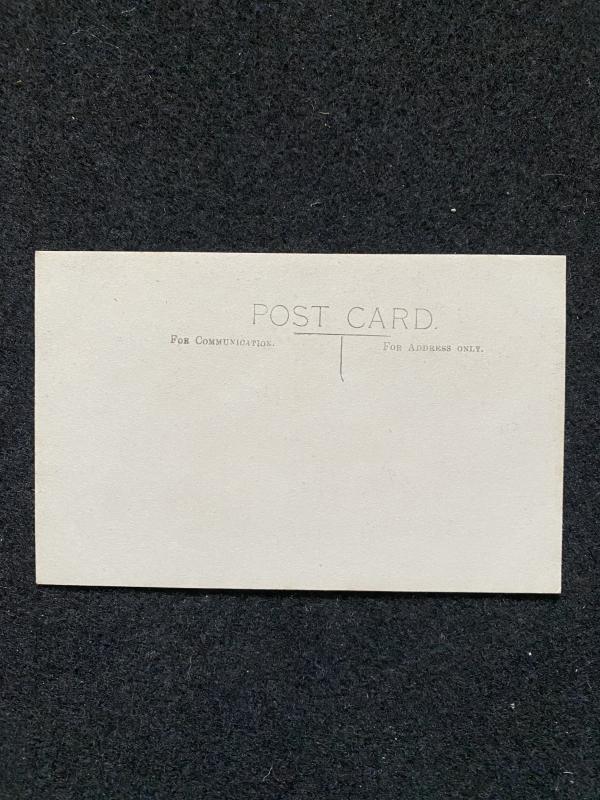 POST CARD.
For Communication.
For Address only.